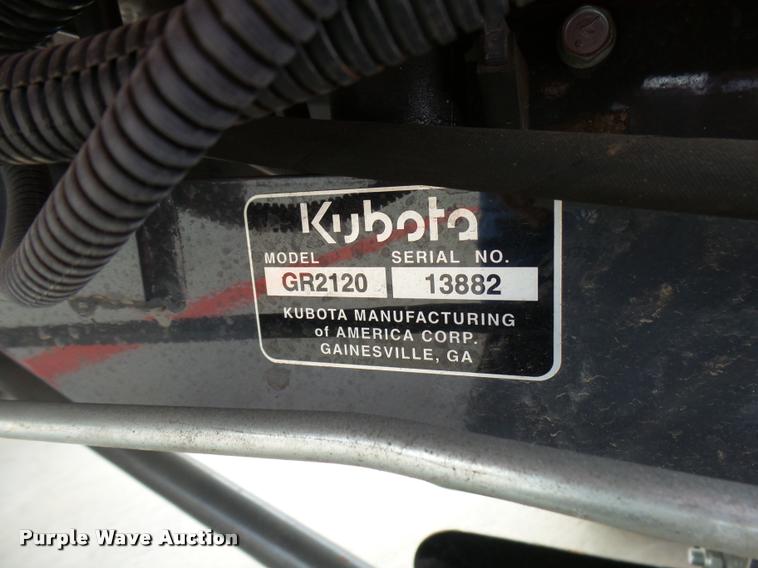 Kubota
MODEL SERIAL NO.
GR2120 13882
KUBOTA MANUFACTURING
of AMERICA CORP.
GAINESVILLE, GA
Purple Wave Auction